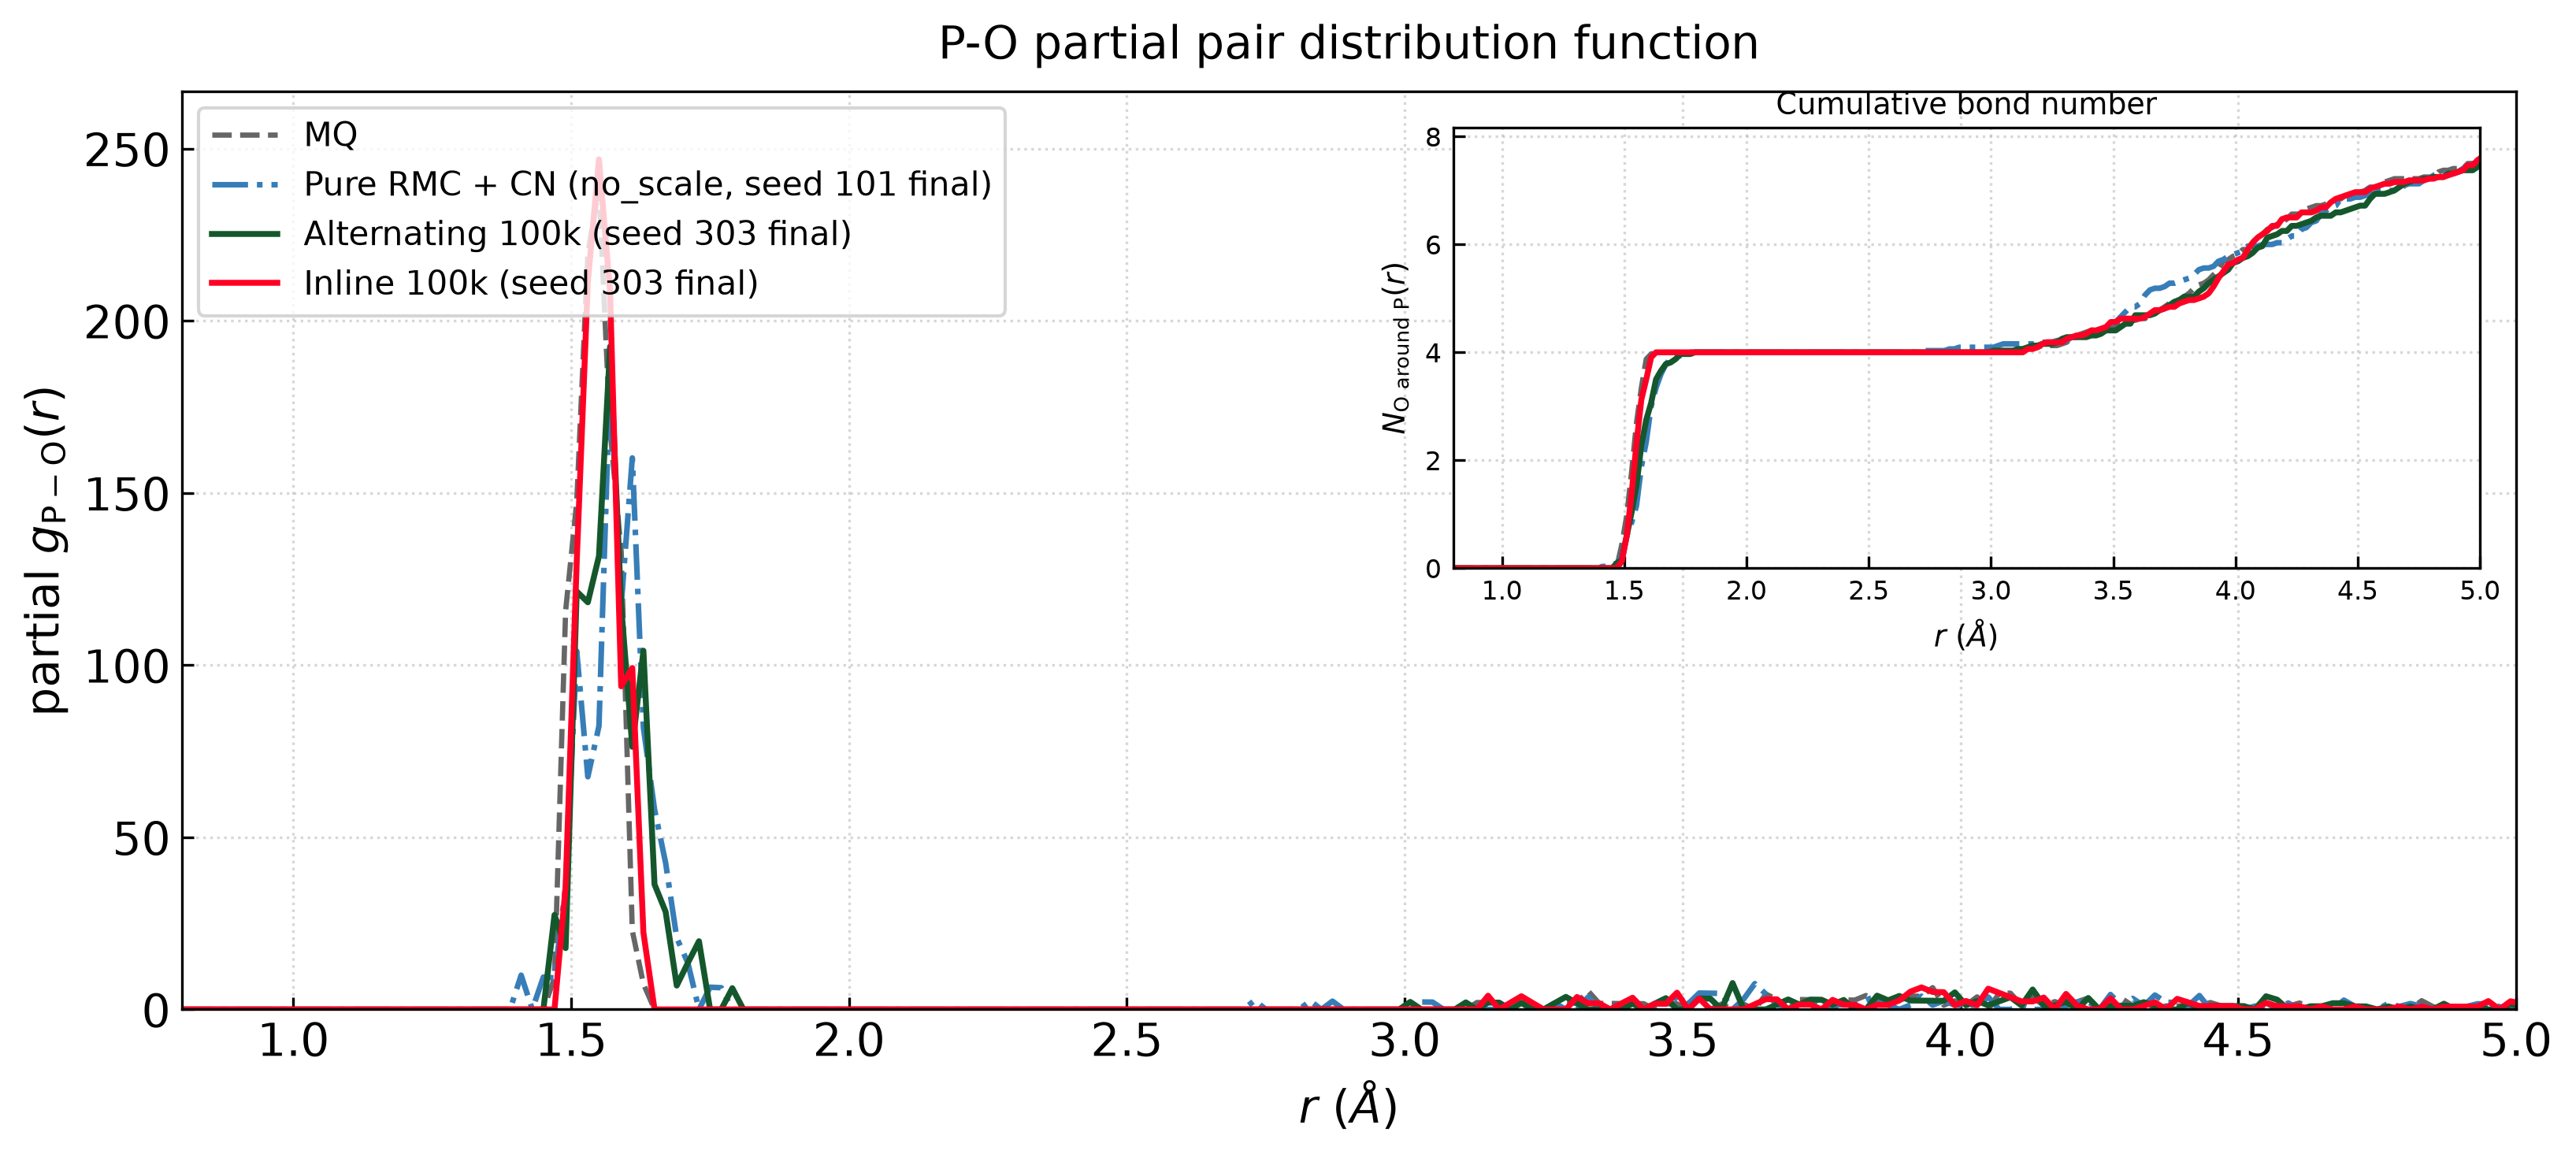 P-O partial pair distribution function
MQ
Pure RMC + CN (no_scale, seed 101 final)
Alternating 100k (seed 303 final)
Inline 100k (seed 303 final)
partial g_{P−O}(r)
250
200
150
100
50
0
1.0 1.5 2.0 2.5 3.0 3.5 4.0 4.5 5.0
r (Å)
Cumulative bond number
N_{O around P}(r)
8
6
4
2
0
1.0 1.5 2.0 2.5 3.0 3.5 4.0 4.5 5.0
r (Å)